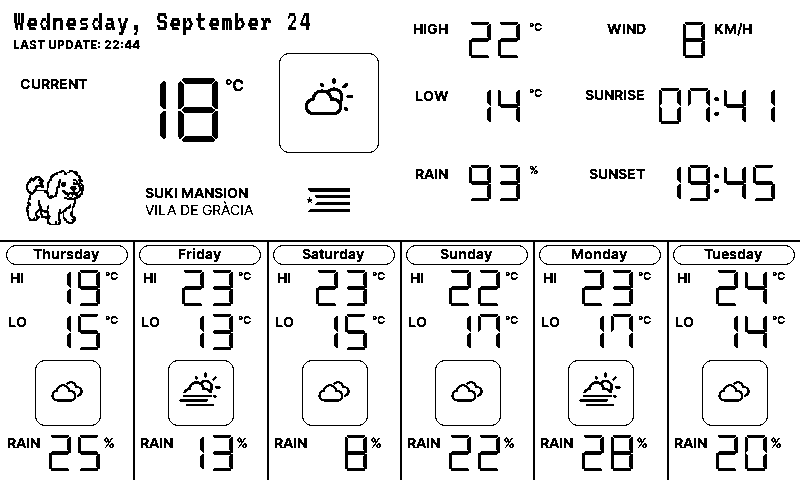 Wednesday, September 24
LAST UPDATE: 22:44
CURRENT 18 °C
SUKI MANSION
VILA DE GRÀCIA
HIGH 22 °C
LOW 14 °C
RAIN 93 %
WIND 8 KM/H
SUNRISE 07:41
SUNSET 19:45
Thursday
HI 19 °C
LO 15 °C
RAIN 25 %
Friday
HI 23 °C
LO 13 °C
RAIN 13 %
Saturday
HI 23 °C
LO 15 °C
RAIN 8 %
Sunday
HI 22 °C
LO 17 °C
RAIN 22 %
Monday
HI 23 °C
LO 17 °C
RAIN 28 %
Tuesday
HI 24 °C
LO 14 °C
RAIN 20 %